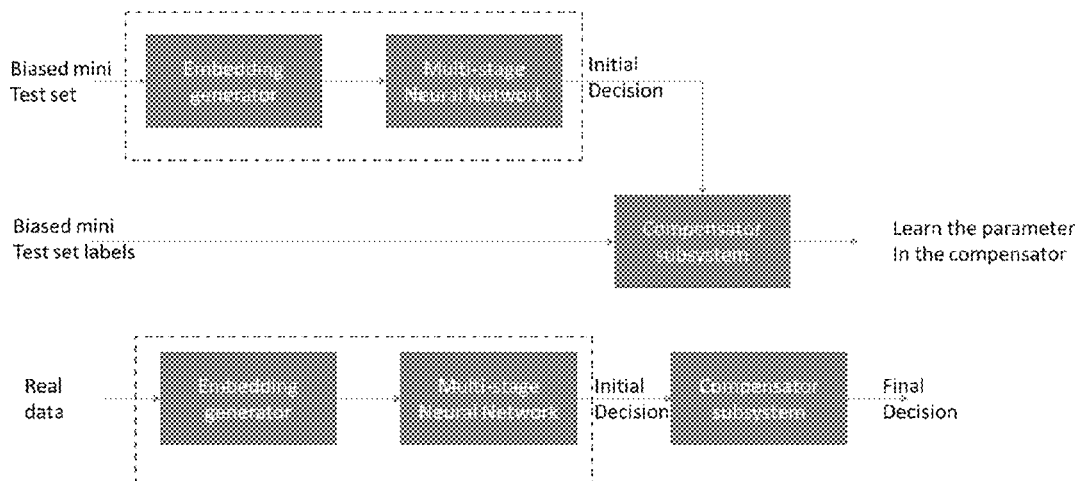 Biased mini
Test set
Embedding
generator
Multi-stage
Neural Network
Initial
Decision
Biased mini
Test set labels
Compensator
subsystem
Learn the parameter
In the compensator
Real
data
Embedding
generator
Multi-stage
Neural Network
Initial
Decision
Compensator
subsystem
Final
Decision